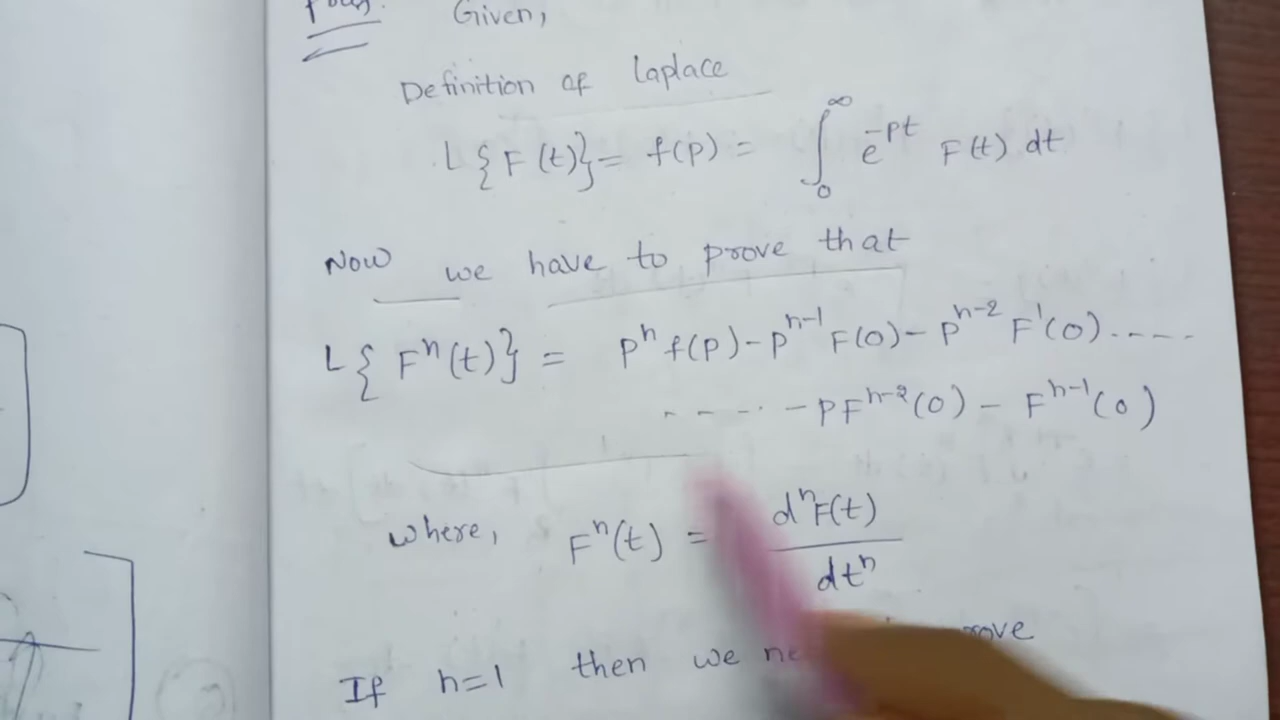 Given,
Definition of Laplace
L{F(t)} = f(p) = ∫₀^∞ e^{-pt} F(t) dt
Now we have to prove that
L{F^n(t)} = p^n f(p) - p^{n-1} F(0) - p^{n-2} F'(0) .....
..... - pF^{n-2}(0) - F^{n-1}(0)
where, F^n(t) = d^n F(t) / dt^n
If n=1 then we